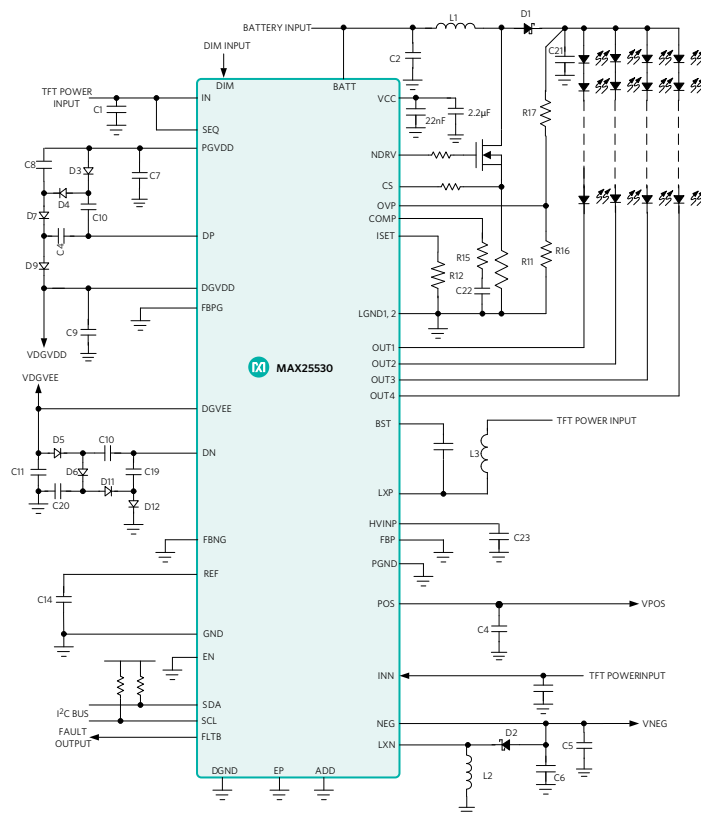 BATTERY INPUT
L1
D1
DIM INPUT
C2
C21
DIM
BATT
TFT POWER
INPUT
C1
IN
VCC
22nF
2.2µF
R17
SEQ
PGVDD
NDRV
C8
D3
C7
D4
CS
D7
C10
OVP
COMP
C4
DP
ISET
D9
R15
R12
C22
R11
R16
DGVDD
FBPG
LGND1, 2
C9
VDGVDD
OUT1
OUT2
OUT3
OUT4
MAX25530
VDGVEE
DGVEE
BST
TFT POWER INPUT
D5
C10
DN
L3
C11
D6
C19
D11
C20
D12
LXP
HVINP
C23
FBNG
FBP
PGND
REF
C14
POS
VPOS
C4
GND
EN
INN
TFT POWERINPUT
SDA
I²C BUS
SCL
NEG
VNEG
FAULT
OUTPUT
FLTB
LXN
D2
C5
C6
L2
DGND
EP
ADD